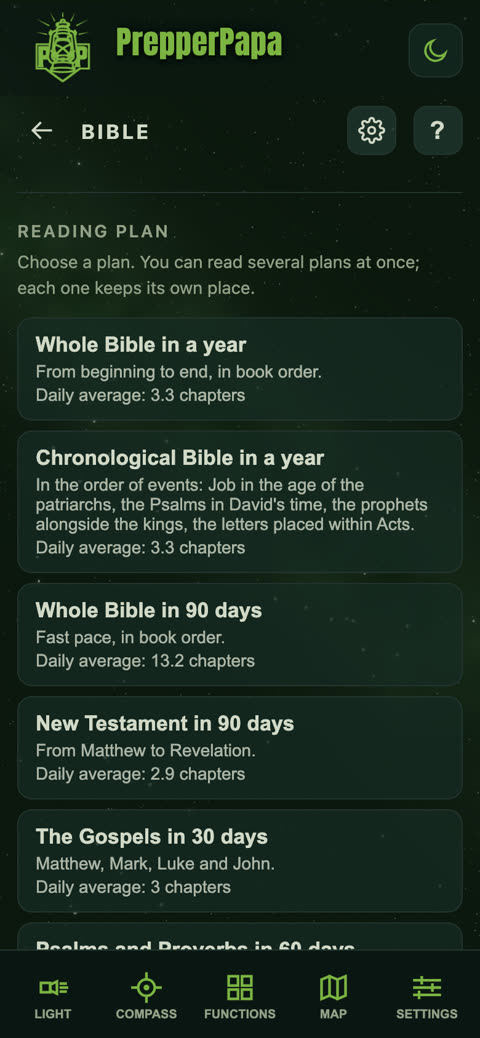 PrepperPapa
BIBLE
?
READING PLAN
Choose a plan. You can read several plans at once;
each one keeps its own place.
Whole Bible in a year
From beginning to end, in book order.
Daily average: 3.3 chapters
Chronological Bible in a year
In the order of events: Job in the age of the
patriarchs, the Psalms in David's time, the prophets
alongside the kings, the letters placed within Acts.
Daily average: 3.3 chapters
Whole Bible in 90 days
Fast pace, in book order.
Daily average: 13.2 chapters
New Testament in 90 days
From Matthew to Revelation.
Daily average: 2.9 chapters
The Gospels in 30 days
Matthew, Mark, Luke and John.
Daily average: 3 chapters
Psalms and Proverbs in 60 days
LIGHT
COMPASS
FUNCTIONS
MAP
SETTINGS